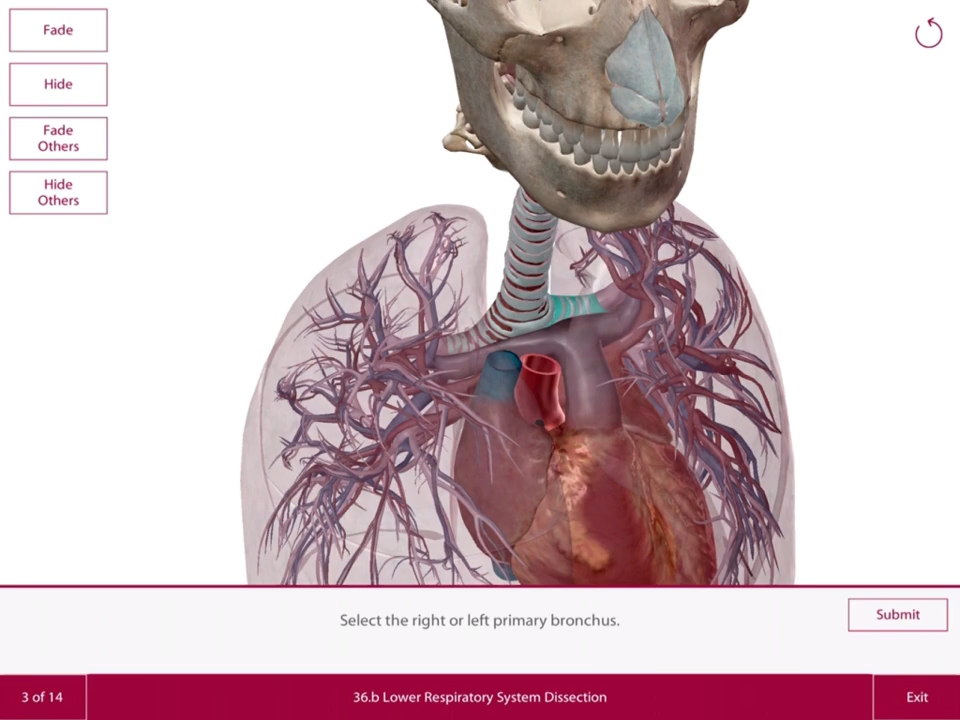 Fade
Hide
Fade
Others
Hide
Others
Select the right or left primary bronchus.
Submit
3 of 14
36.b Lower Respiratory System Dissection
Exit